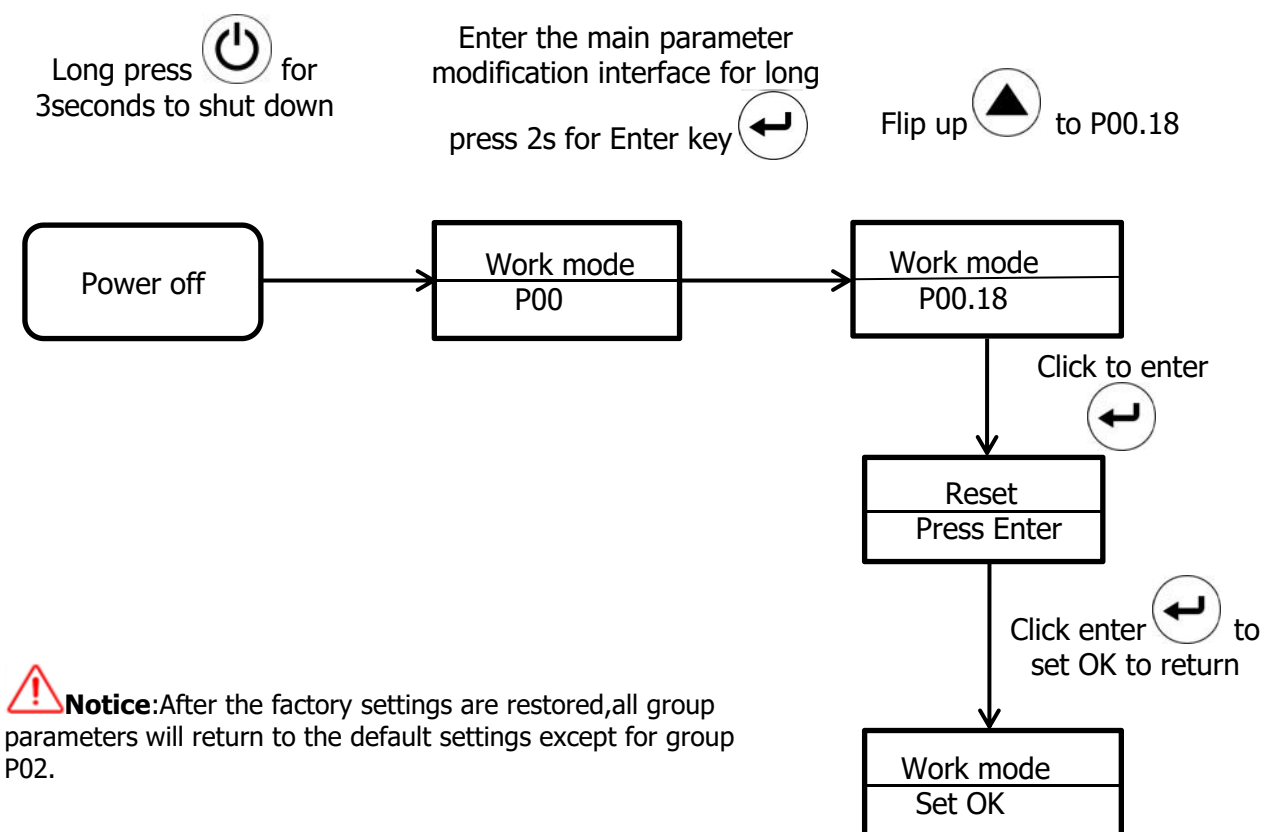 Long press for
3seconds to shut down
Enter the main parameter
modification interface for long
press 2s for Enter key
Flip up to P00.18
Power off
Work mode
P00
Work mode
P00.18
Click to enter
Reset
Press Enter
Click enter to
set OK to return
Notice:After the factory settings are restored,all group
parameters will return to the default settings except for group
P02.
Work mode
Set OK